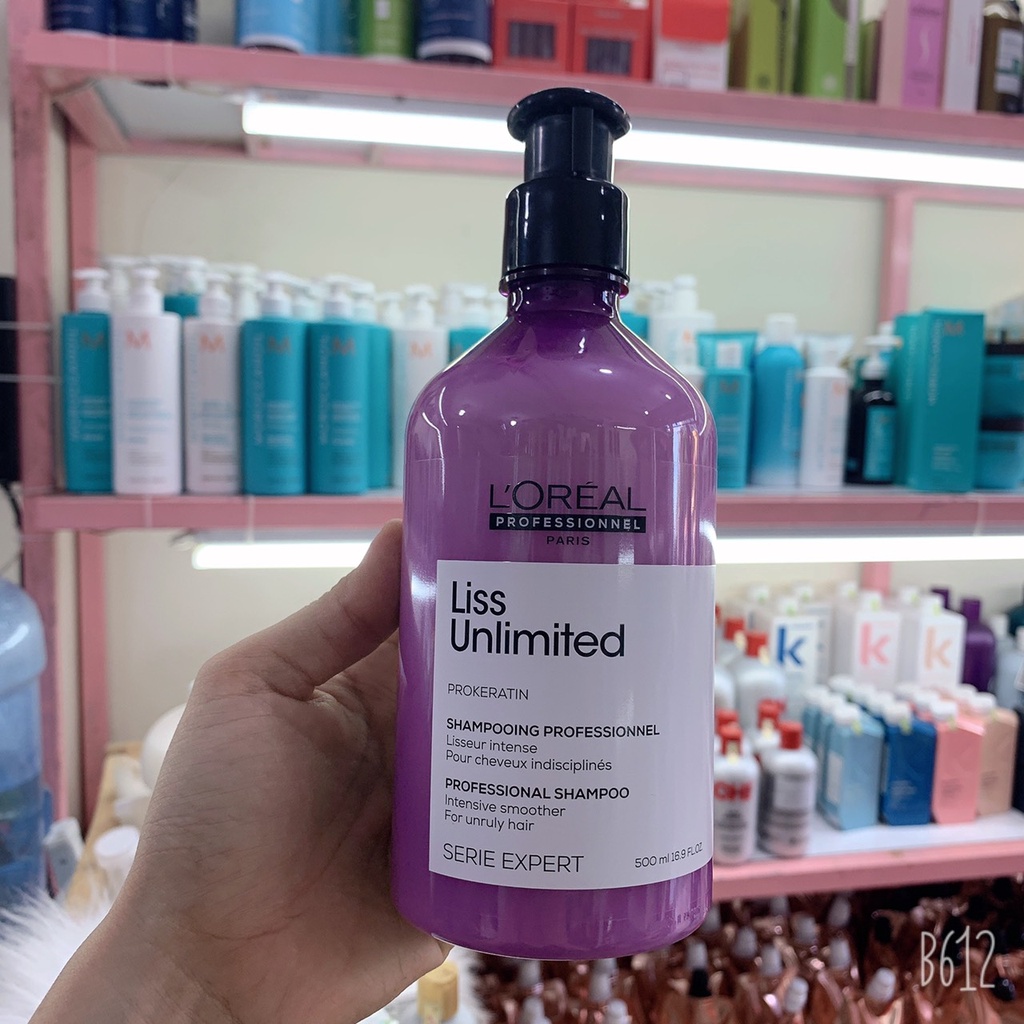 L'ORÉAL
PROFESSIONNEL
PARIS
Liss
Unlimited
PROKERATIN
SHAMPOOING PROFESSIONNEL
Lisseur intense
Pour cheveux indisciplinés
PROFESSIONAL SHAMPOO
Intensive smoother
For unruly hair
SERIE EXPERT
500 ml 16.9 FL.OZ.
M
M
M
M
M
k
k
k
CHI
B612